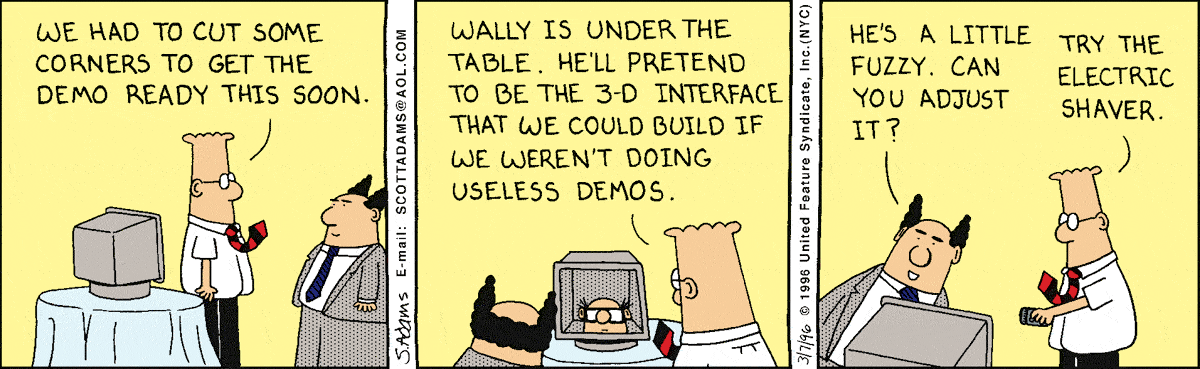 WE HAD TO CUT SOME
CORNERS TO GET THE
DEMO READY THIS SOON.
S.ADAMS E-mail: SCOTTADAMS@AOL.COM
WALLY IS UNDER THE
TABLE. HE'LL PRETEND
TO BE THE 3-D INTERFACE
THAT WE COULD BUILD IF
WE WEREN'T DOING
USELESS DEMOS.
3/7/96 © 1996 United Feature Syndicate, Inc.(NYC)
HE'S A LITTLE
FUZZY. CAN
YOU ADJUST
IT?
TRY THE
ELECTRIC
SHAVER.